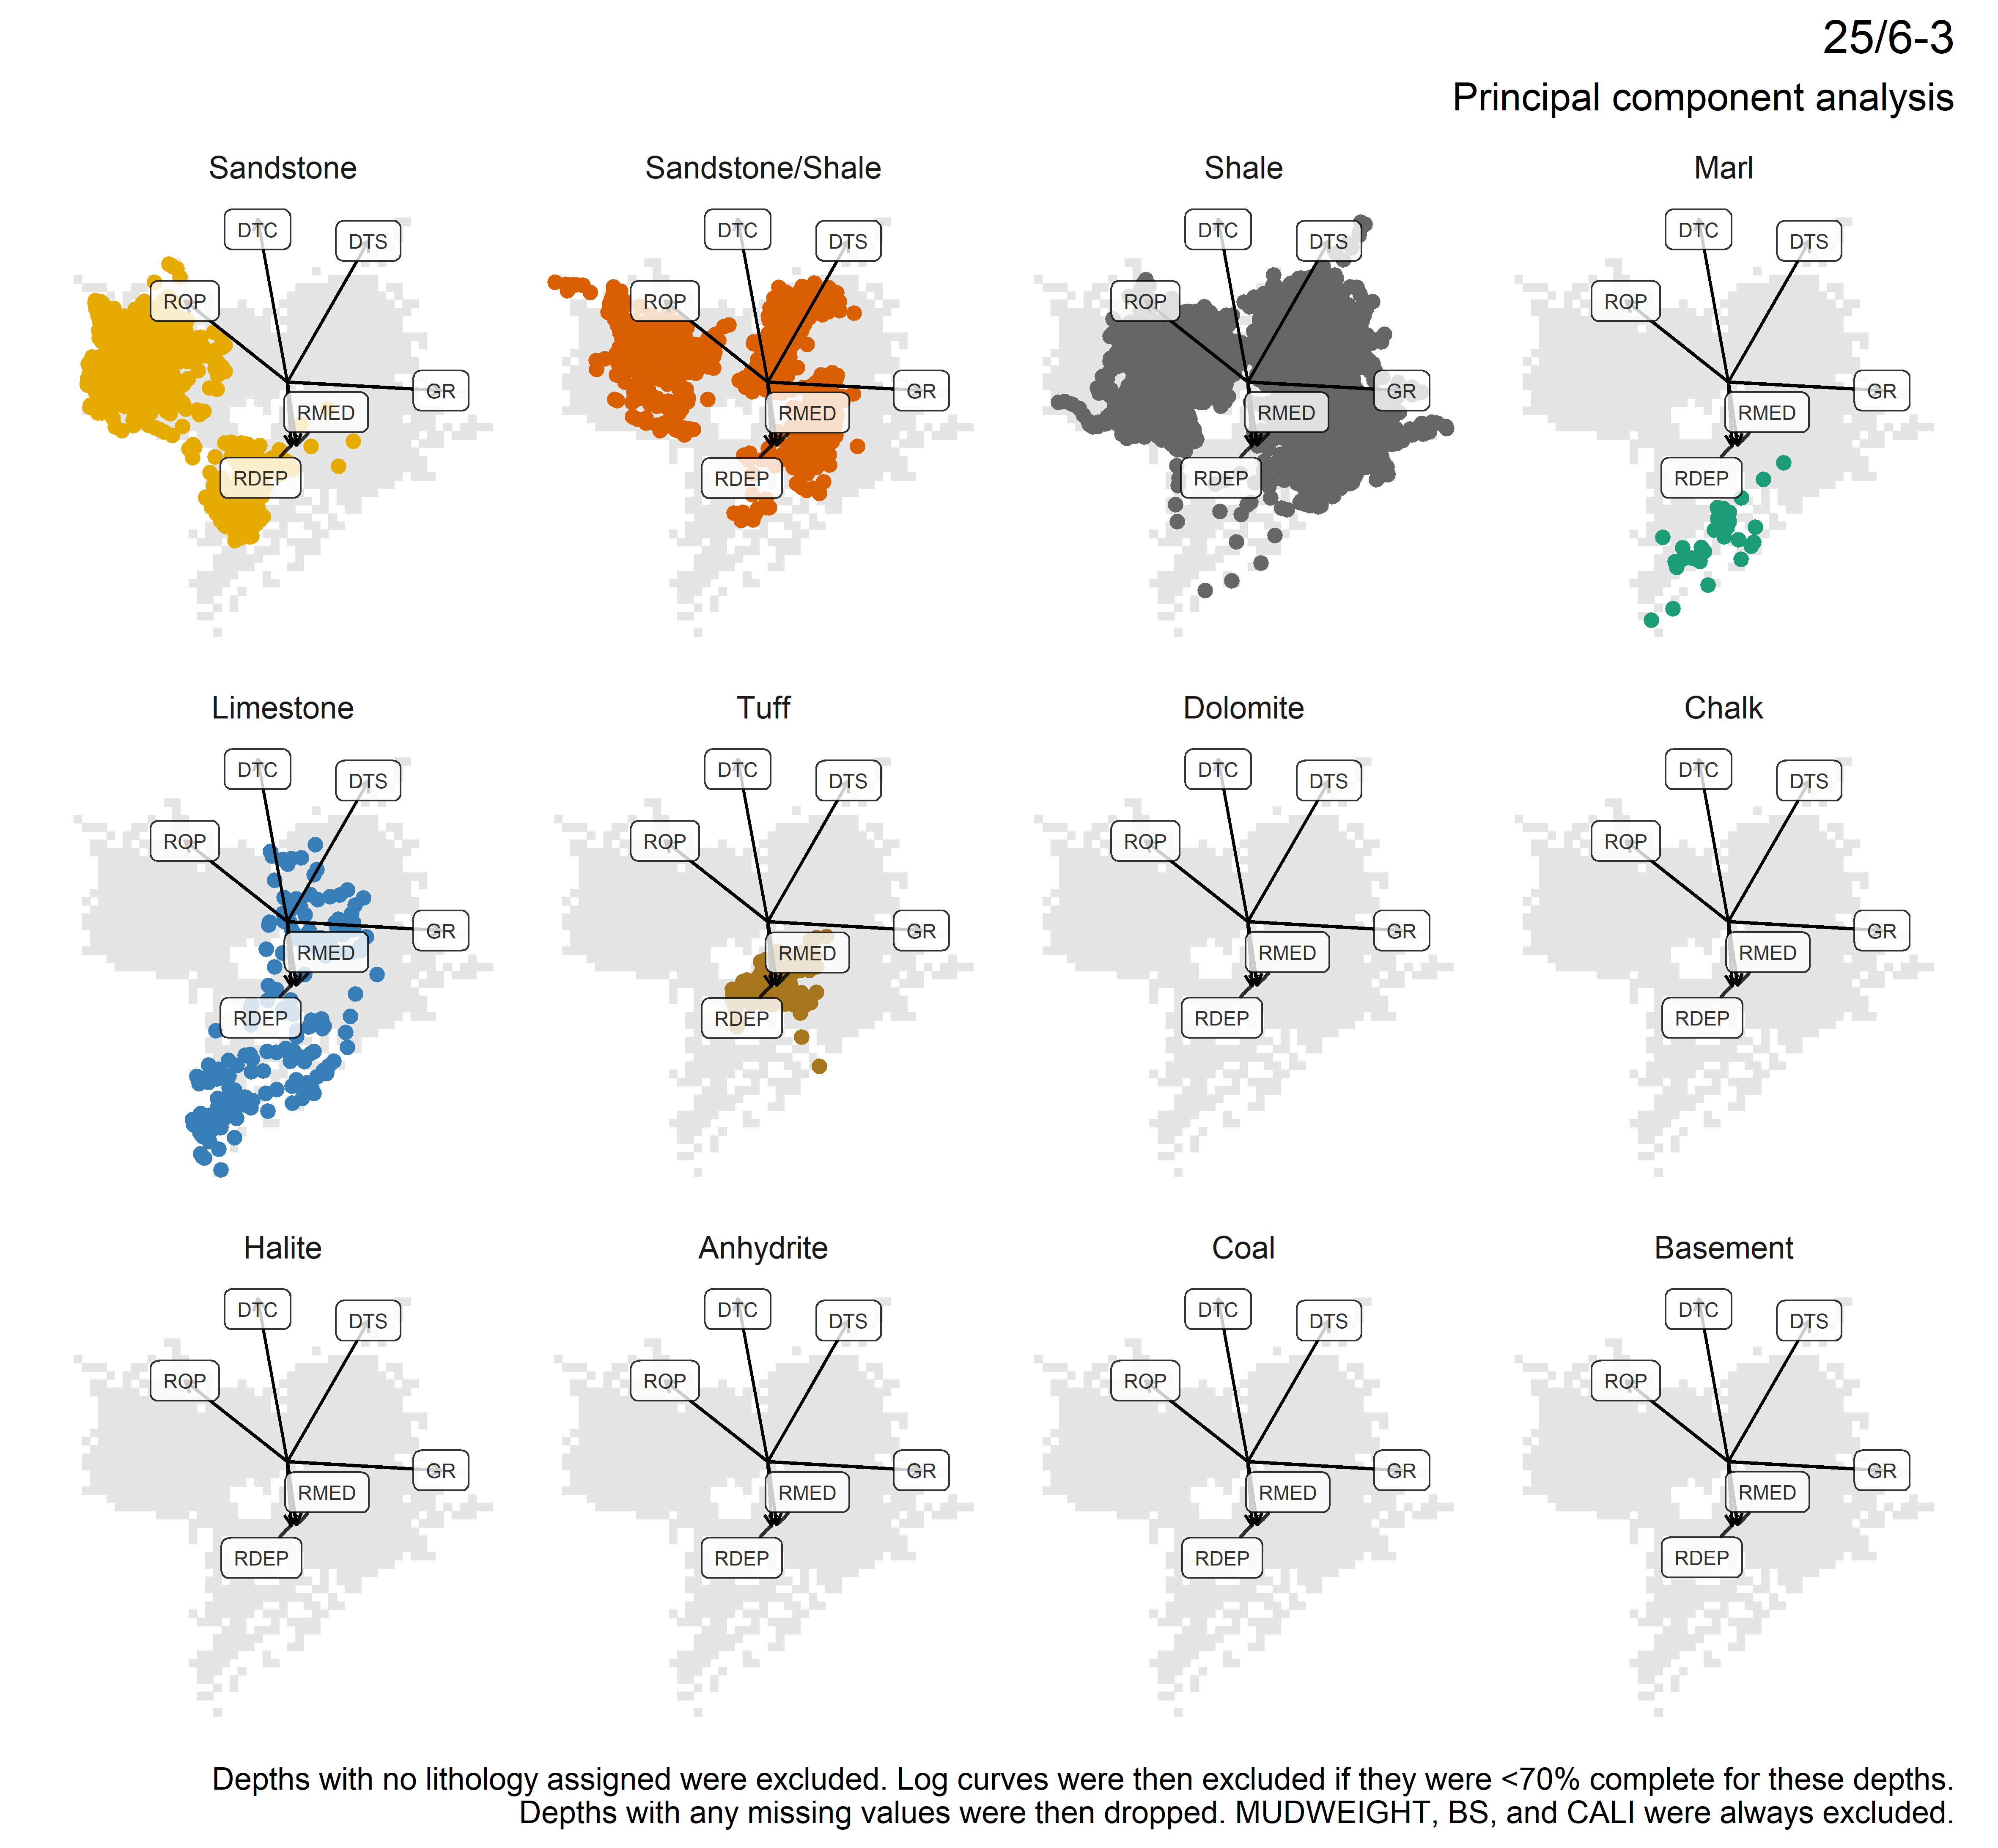 25/6-3
Principal component analysis
Sandstone
Sandstone/Shale
Shale
Marl
DTC
DTS
ROP
GR
RMED
RDEP
DTC
DTS
ROP
GR
RMED
RDEP
DTC
DTS
ROP
GR
RMED
RDEP
DTC
DTS
ROP
GR
RMED
RDEP
Limestone
Tuff
Dolomite
Chalk
DTC
DTS
ROP
GR
RMED
RDEP
DTC
DTS
ROP
GR
RMED
RDEP
DTC
DTS
ROP
GR
RMED
RDEP
DTC
DTS
ROP
GR
RMED
RDEP
Halite
Anhydrite
Coal
Basement
DTC
DTS
ROP
GR
RMED
RDEP
DTC
DTS
ROP
GR
RMED
RDEP
DTC
DTS
ROP
GR
RMED
RDEP
DTC
DTS
ROP
GR
RMED
RDEP
Depths with no lithology assigned were excluded. Log curves were then excluded if they were <70% complete for these depths.
Depths with any missing values were then dropped. MUDWEIGHT, BS, and CALI were always excluded.